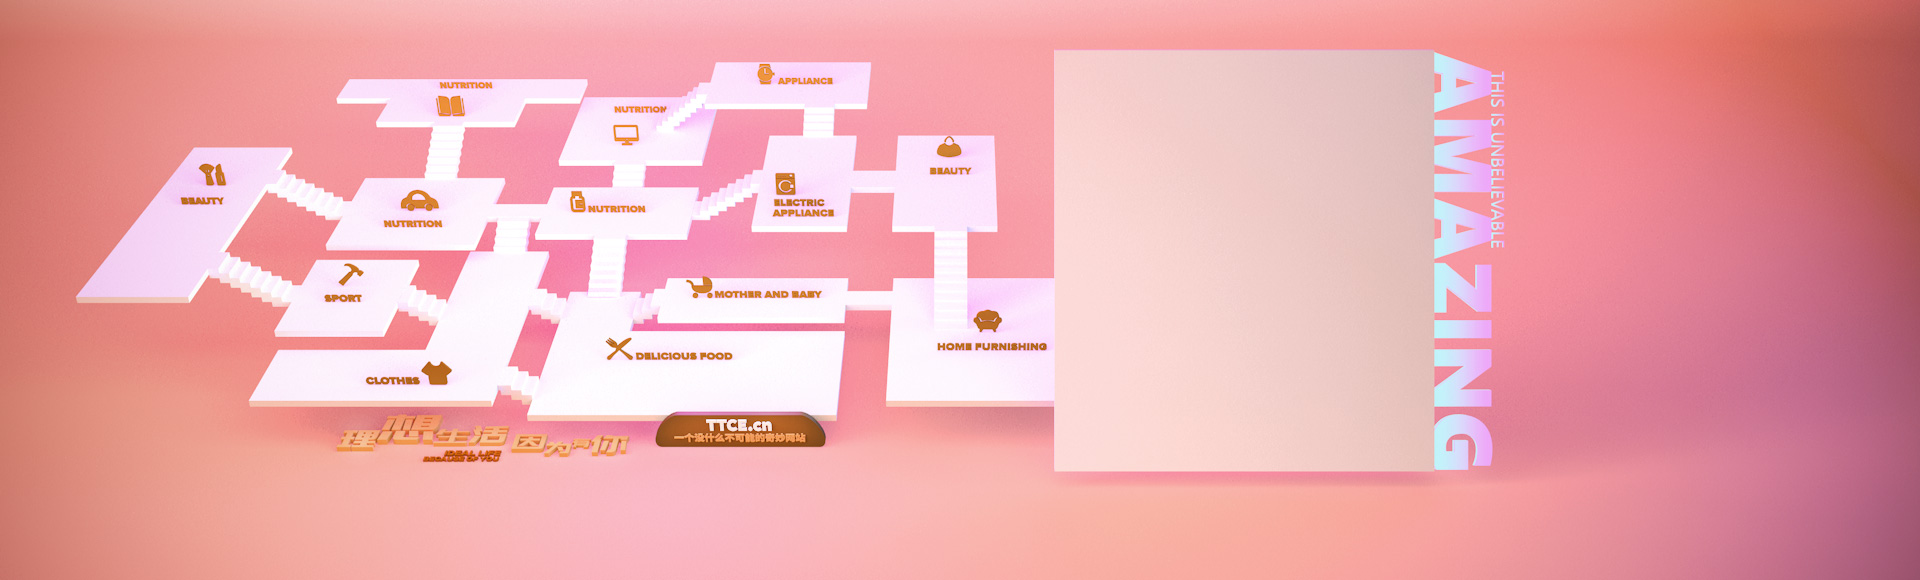 NUTRITION
NUTRITION
APPLIANCE
BEAUTY
NUTRITION
NUTRITION
ELECTRIC
APPLIANCE
BEAUTY
SPORT
MOTHER AND BABY
HOME FURNISHING
CLOTHES
DELICIOUS FOOD
理想生活 因为有你
IDEAL LIFE
BECAUSE OF YOU
TTCE.cn
一个没什么不可能的奇妙网站
AMAZING
THIS IS UNBELIEVABLE